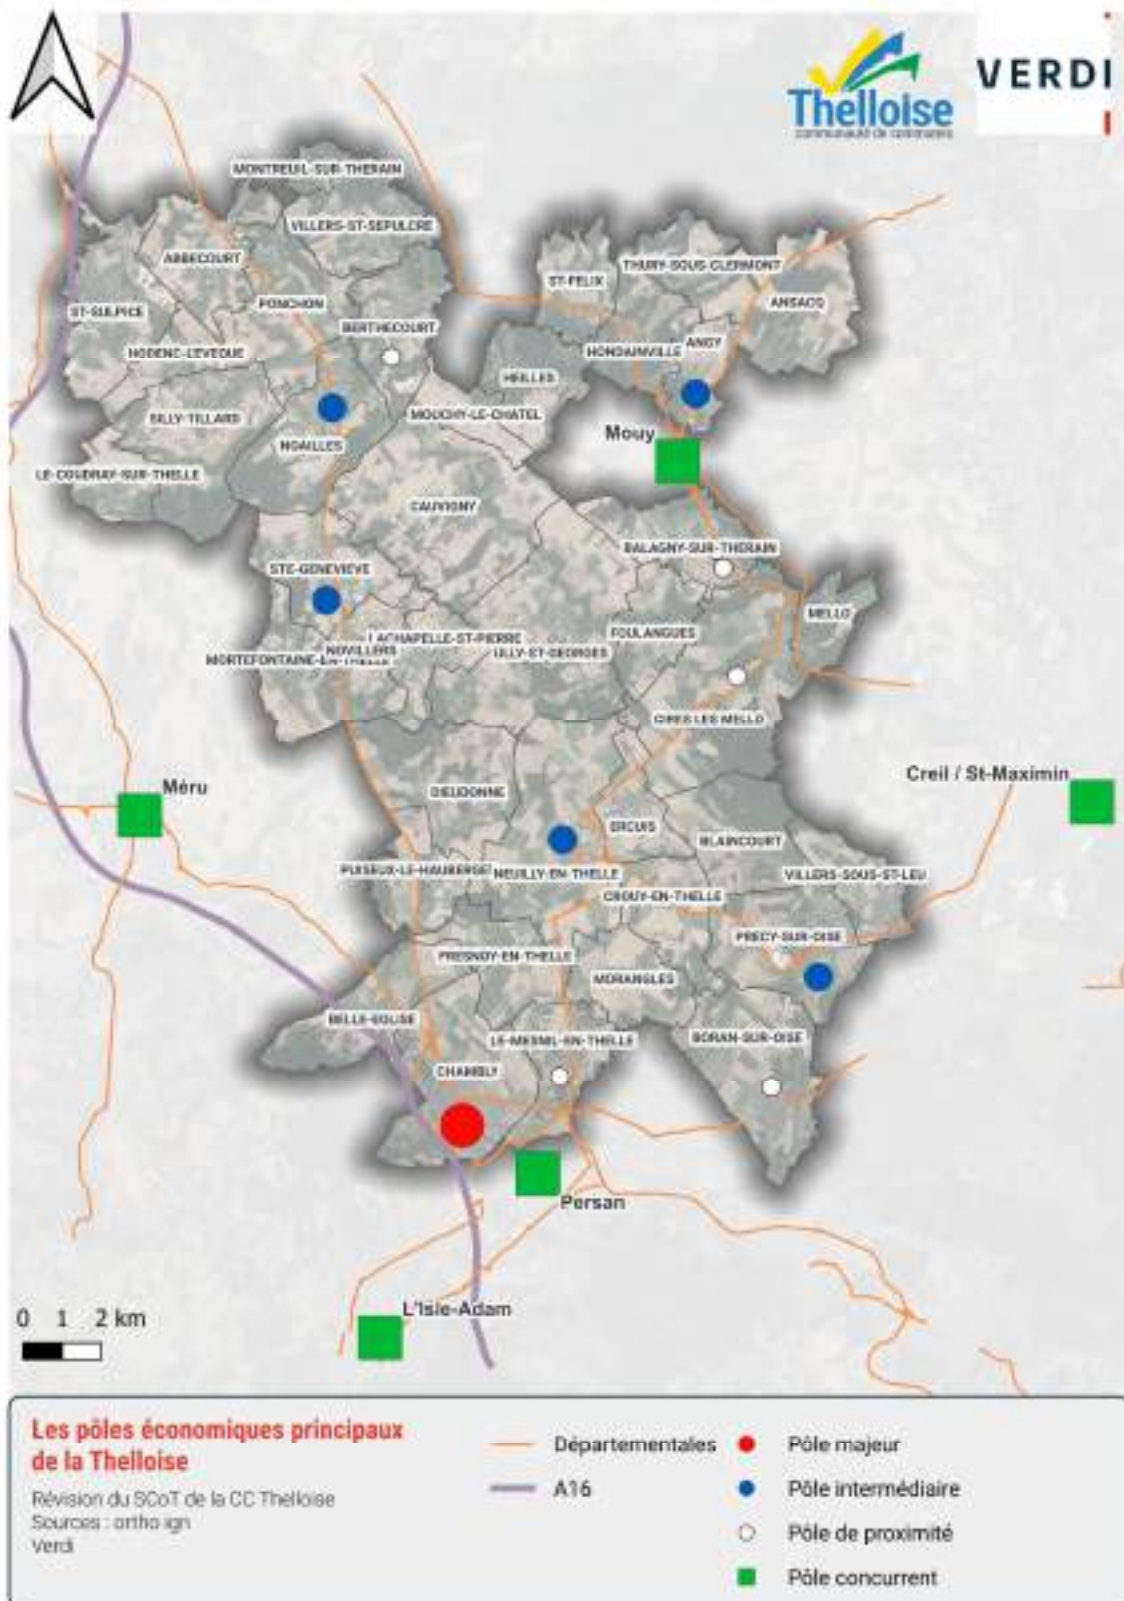 Thelloise
communauté de communes
VERDI
MONTREUIL-SUR-THERAIN
VILLERS-ST-SEPULCRE
ABBECOURT
ST-FELIX
THURY-SOUS-CLERMONT
ANSACQ
ST-SULPICE
PONCHON
BERTHECOURT
HODENC-L'EVEQUE
HONDAINVILLE
ANGY
HEILLES
SILLY-TILLARD
MOUCHY-LE-CHATEL
NOAILLES
Mouy
LE-COUDRAY-SUR-THELLE
CAUVIGNY
BALAGNY-SUR-THERAIN
STE-GENEVIEVE
MELLO
LACHAPELLE-ST-PIERRE
FOULANGUES
NOVILLERS
ULLY-ST-GEORGES
MORTEFONTAINE-EN-THELLE
CIRES LES MELLO
Creil / St-Maximin
Méru
DIEUDONNE
ERCUIS
BLAINCOURT
PUISEUX-LE-HAUBERGE
NEUILLY-EN-THELLE
VILLERS-SOUS-ST-LEU
CROUY-EN-THELLE
PRECY-SUR-OISE
FRESNOY-EN-THELLE
MORANGLES
BELLE-EGLISE
LE-MESNIL-EN-THELLE
BORAN-SUR-OISE
CHAMBLY
Persan
L'Isle-Adam
0 1 2 km
Les pôles économiques principaux
de la Thelloise
Révision du SCoT de la CC Thelloise
Sources : ortho ign
Verdi
Départementales
A16
Pôle majeur
Pôle intermédiaire
Pôle de proximité
Pôle concurrent